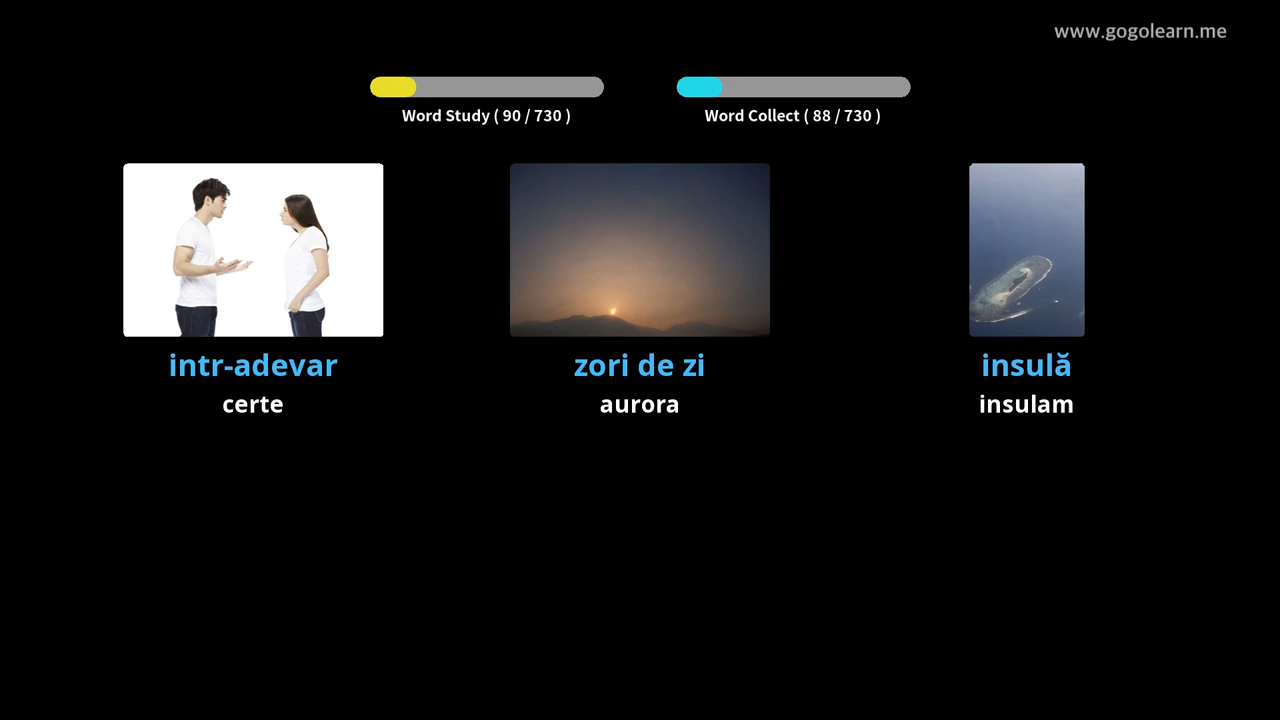 www.gogolearn.me
Word Study ( 90 / 730 )
Word Collect ( 88 / 730 )
intr-adevar
certe
zori de zi
aurora
insulă
insulam